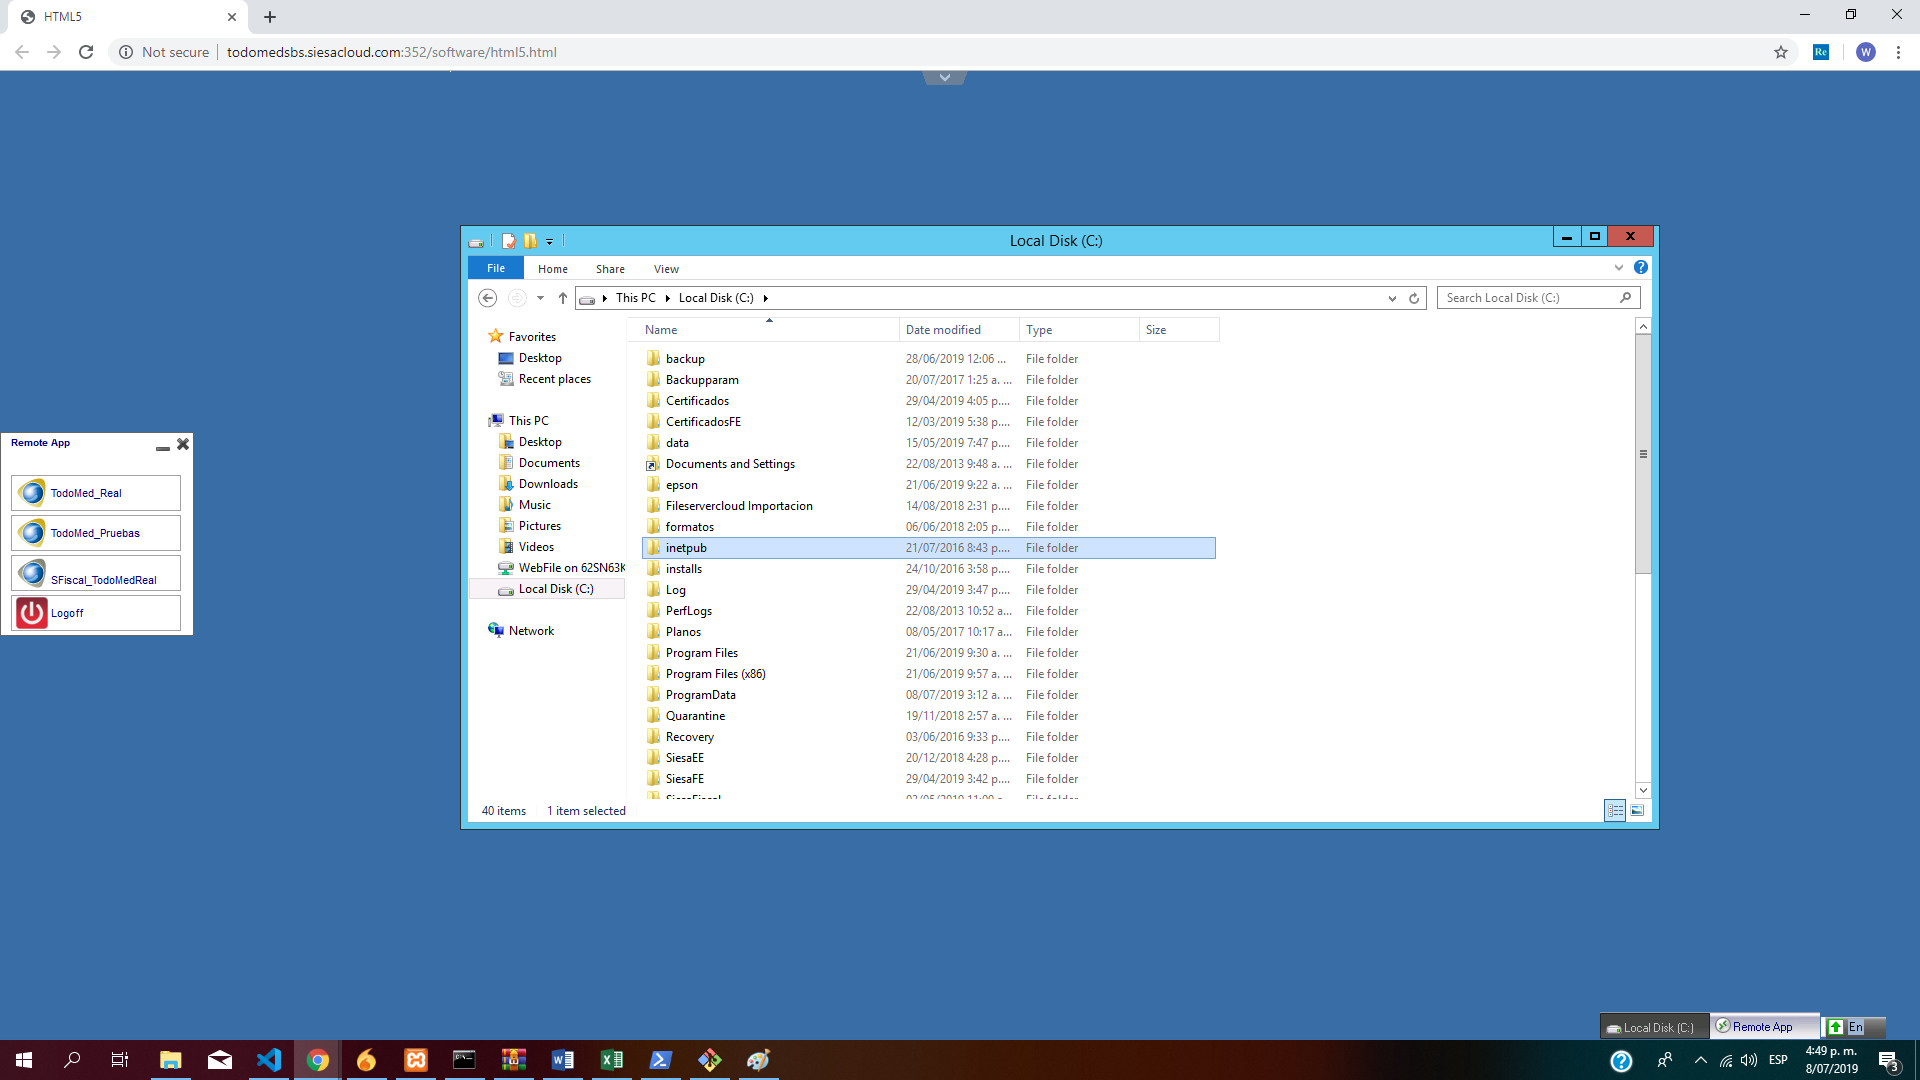 HTML5
Not secure
todomedsbs.siesacloud.com:352/software/html5.html
Re
W
Local Disk (C:)
File Home Share View
This PC Local Disk (C:)
Search Local Disk (C:)
Favorites
Desktop
Recent places
This PC
Desktop
Documents
Downloads
Music
Pictures
Videos
WebFile on 62SN63K
Local Disk (C:)
Network
Name Date modified Type Size
backup 28/06/2019 12:06 ... File folder
Backupparam 20/07/2017 1:25 a. ... File folder
Certificados 29/04/2019 4:05 p.... File folder
CertificadosFE 12/03/2019 5:38 p.... File folder
data 15/05/2019 7:47 p.... File folder
Documents and Settings 22/08/2013 9:48 a. ... File folder
epson 21/06/2019 9:22 a. ... File folder
Fileservercloud Importacion 14/08/2018 2:31 p.... File folder
formatos 06/06/2018 2:05 p.... File folder
inetpub 21/07/2016 8:43 p.... File folder
installs 24/10/2016 3:58 p.... File folder
Log 29/04/2019 3:47 p.... File folder
PerfLogs 22/08/2013 10:52 a... File folder
Planos 08/05/2017 10:17 a... File folder
Program Files 21/06/2019 9:30 a. ... File folder
Program Files (x86) 21/06/2019 9:57 a. ... File folder
ProgramData 08/07/2019 3:12 a. ... File folder
Quarantine 19/11/2018 2:57 a. ... File folder
Recovery 03/06/2016 9:33 p.... File folder
SiesaEE 20/12/2018 4:28 p.... File folder
SiesaFE 29/04/2019 3:42 p.... File folder
40 items 1 item selected
Remote App
TodoMed_Real
TodoMed_Pruebas
SFiscal_TodoMedReal
Logoff
Local Disk (C:)
Remote App
En
ESP
4:49 p. m.
8/07/2019
3